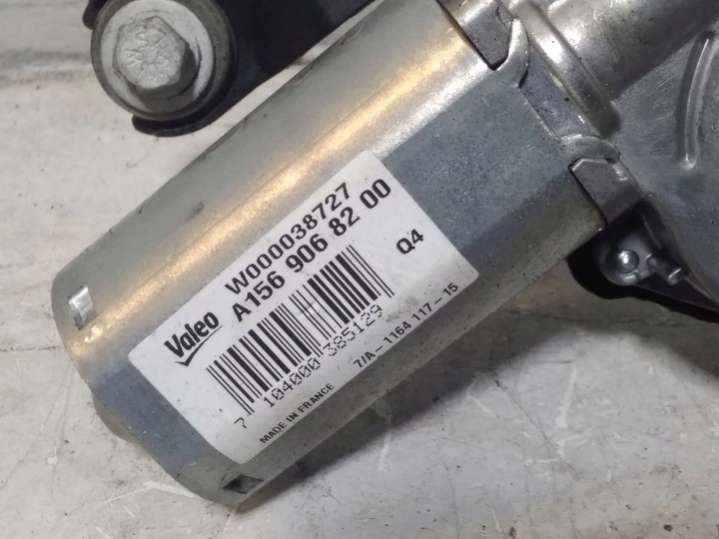 Valeo
W000038727
A156 906 82 00
Q4
7 104000 385129
7/A-1164 117-15
MADE IN FRANCE